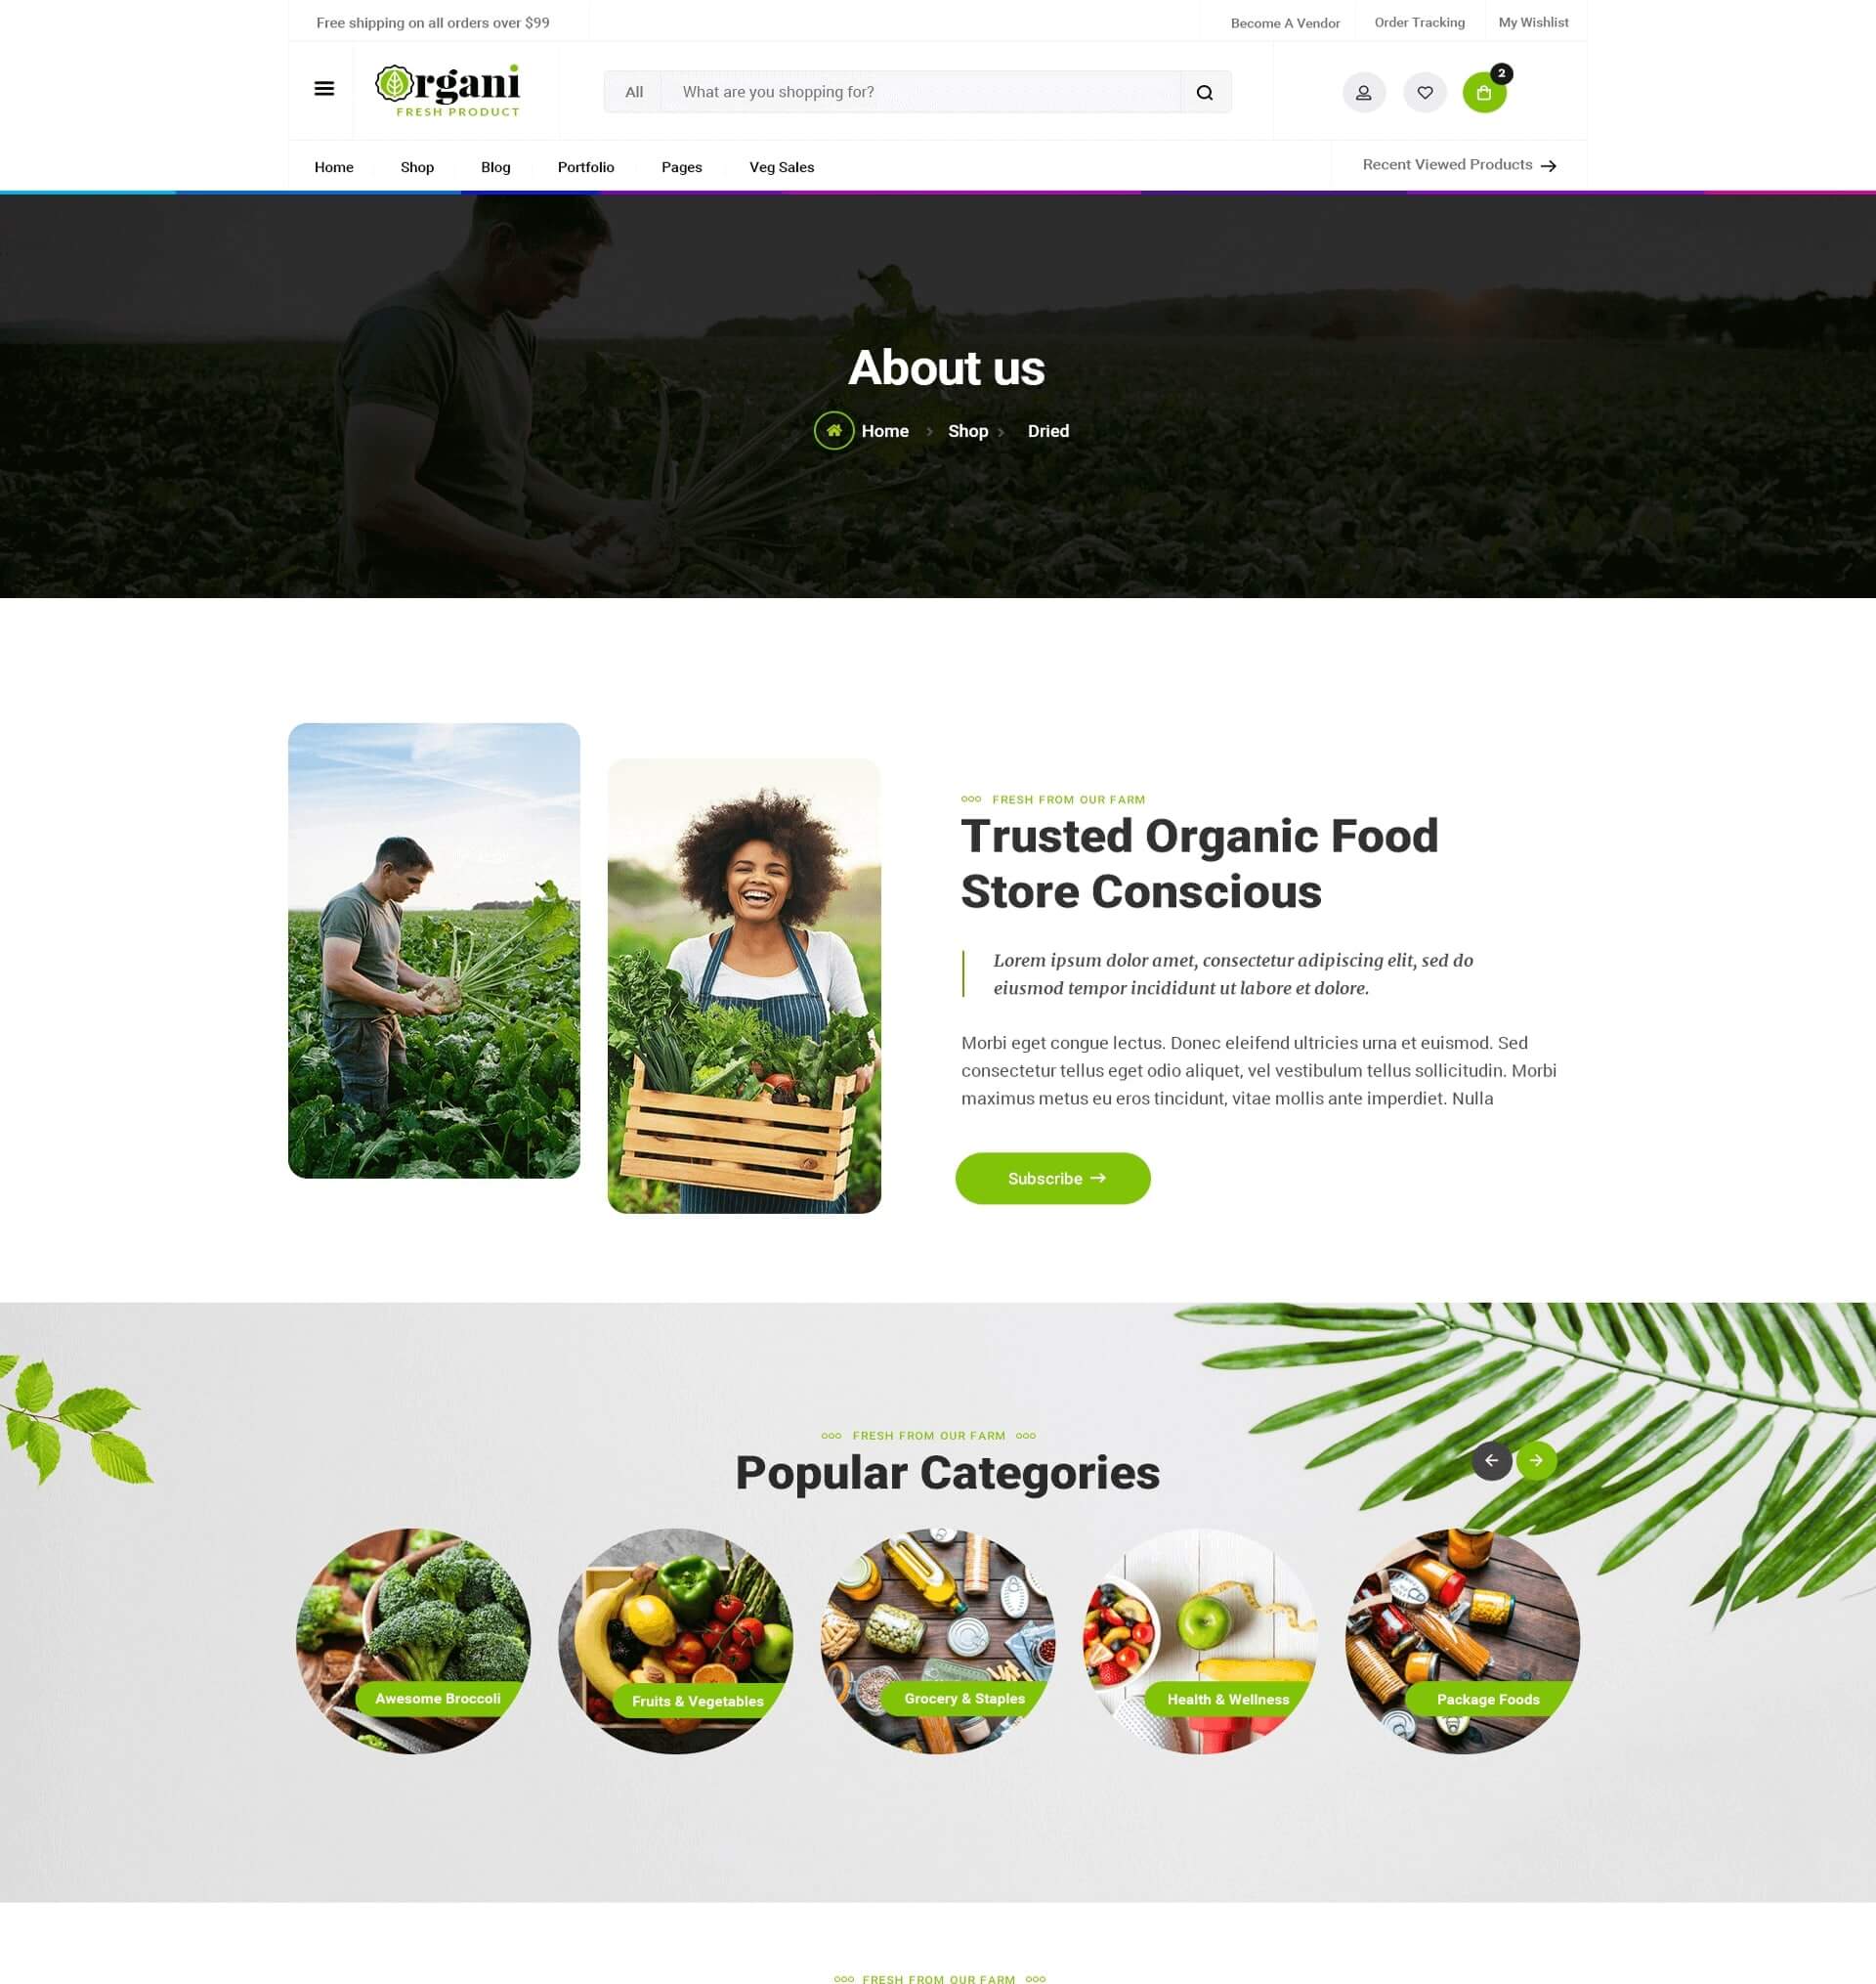 Free shipping on all orders over $99
Become A Vendor
Order Tracking
My Wishlist
Organi
FRESH PRODUCT
All
What are you shopping for?
2
Home
Shop
Blog
Portfolio
Pages
Veg Sales
Recent Viewed Products
About us
Home
Shop
Dried
FRESH FROM OUR FARM
Trusted Organic Food
Store Conscious
Lorem ipsum dolor amet, consectetur adipiscing elit, sed do
eiusmod tempor incididunt ut labore et dolore.
Morbi eget congue lectus. Donec eleifend ultricies urna et euismod. Sed
consectetur tellus eget odio aliquet, vel vestibulum tellus sollicitudin. Morbi
maximus metus eu eros tincidunt, vitae mollis ante imperdiet. Nulla
Subscribe
FRESH FROM OUR FARM
Popular Categories
Awesome Broccoli
Fruits & Vegetables
Grocery & Staples
Health & Wellness
Package Foods
FRESH FROM OUR FARM